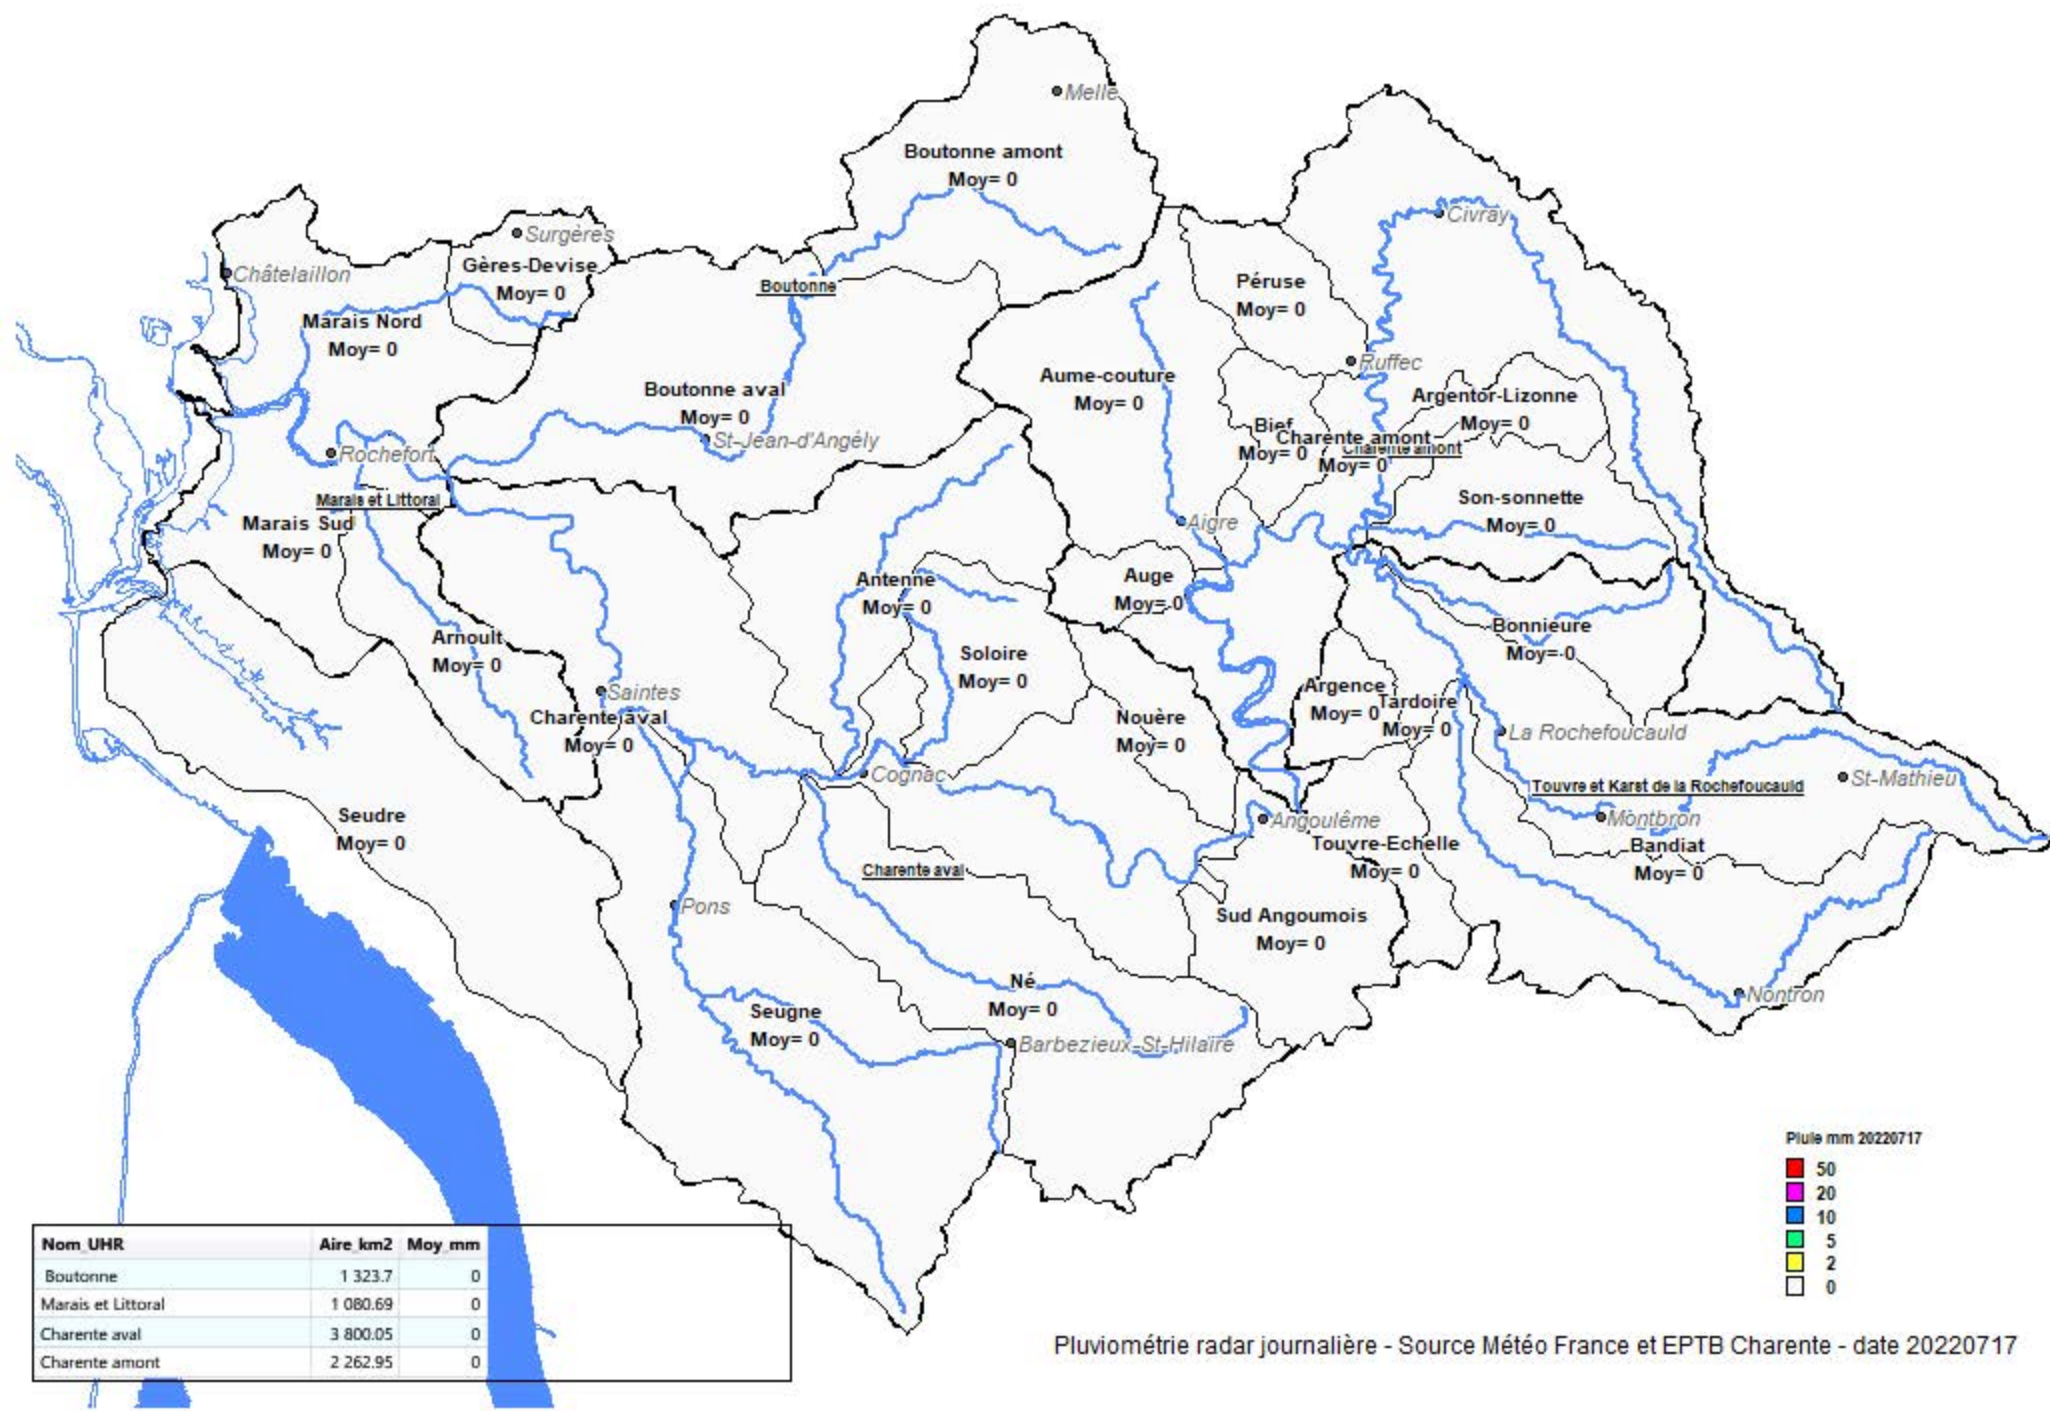 Melle
Boutonne amont
Moy= 0
Civray
Surgères
Châtelaillon
Gères-Devise
Moy= 0
Boutonne
Péruse
Moy= 0
Marais Nord
Moy= 0
Ruffec
Aume-couture
Moy= 0
Boutonne aval
Moy= 0
Argentor-Lizonne
Moy= 0
St-Jean-d'Angély
Bief
Moy= 0
Charente amont
Moy= 0
Charente amont
Rochefort
Marais et Littoral
Son-sonnette
Moy= 0
Marais Sud
Moy= 0
Aigre
Antenne
Moy= 0
Auge
Moy= 0
Bonnieure
Moy= 0
Arnoult
Moy= 0
Soloire
Moy= 0
Saintes
Argence
Moy= 0
Tardoire
Moy= 0
Charente aval
Moy= 0
Nouère
Moy= 0
La Rochefoucauld
Cognac
St-Mathieu
Touvre et Karst de la Rochefoucauld
Seudre
Moy= 0
Angoulême
Montbron
Touvre-Echelle
Moy= 0
Bandiat
Moy= 0
Charente aval
Pons
Sud Angoumois
Moy= 0
Né
Moy= 0
Nontron
Seugne
Moy= 0
Barbezieux-St-Hilaire
Pluie mm 20220717
50
20
10
5
2
0
Nom_UHR Aire_km2 Moy_mm
Boutonne 1 323.7 0
Marais et Littoral 1 080.69 0
Charente aval 3 800.05 0
Charente amont 2 262.95 0
Pluviométrie radar journalière - Source Météo France et EPTB Charente - date 20220717